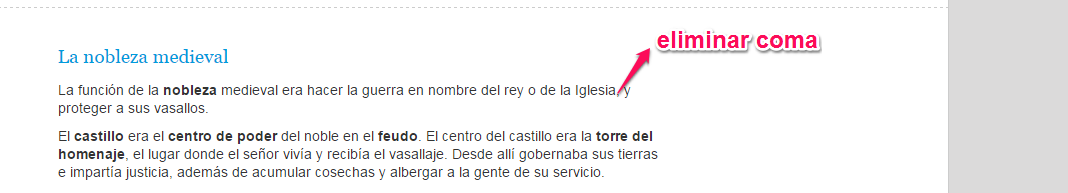 eliminar coma
La nobleza medieval
La función de la nobleza medieval era hacer la guerra en nombre del rey o de la Iglesia, y
proteger a sus vasallos.
El castillo era el centro de poder del noble en el feudo. El centro del castillo era la torre del
homenaje, el lugar donde el señor vivía y recibía el vasallaje. Desde allí gobernaba sus tierras
e impartía justicia, además de acumular cosechas y albergar a la gente de su servicio.